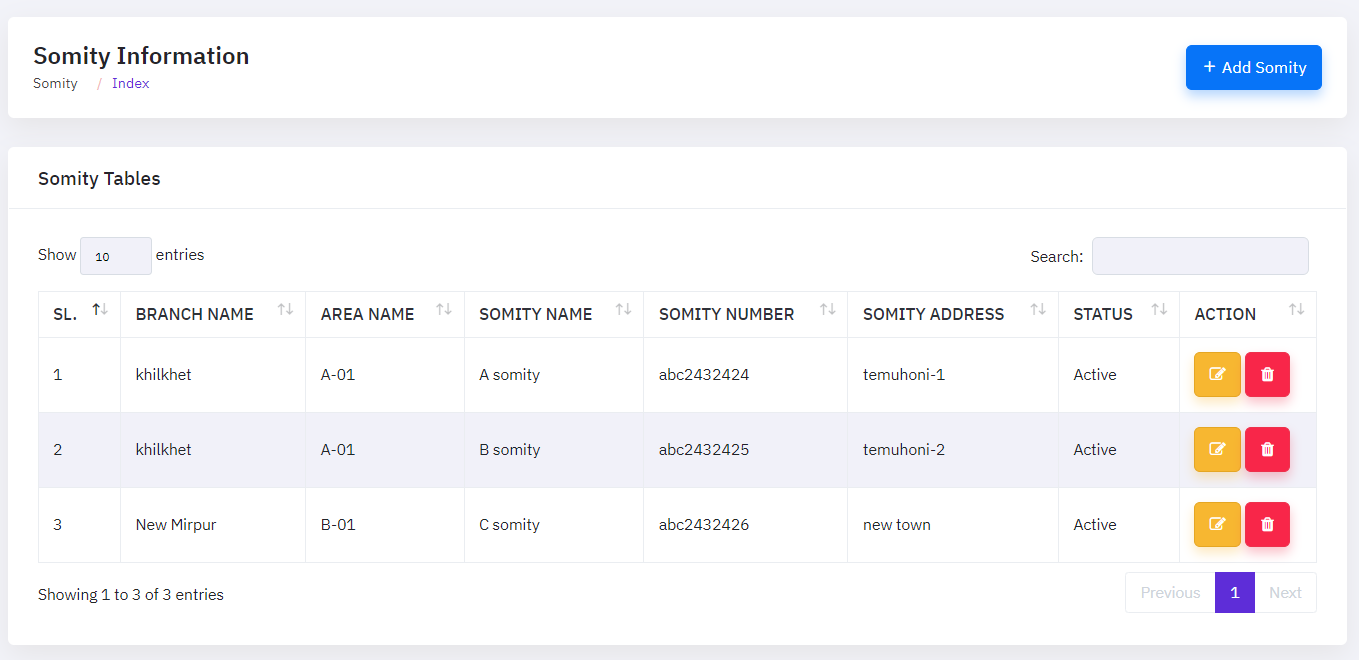 Somity Information
Somity / Index
+ Add Somity
Somity Tables
Show 10 entries
Search:
SL. BRANCH NAME AREA NAME SOMITY NAME SOMITY NUMBER SOMITY ADDRESS STATUS ACTION
1 khilkhet A-01 A somity abc2432424 temuhoni-1 Active
2 khilkhet A-01 B somity abc2432425 temuhoni-2 Active
3 New Mirpur B-01 C somity abc2432426 new town Active
Showing 1 to 3 of 3 entries
Previous 1 Next